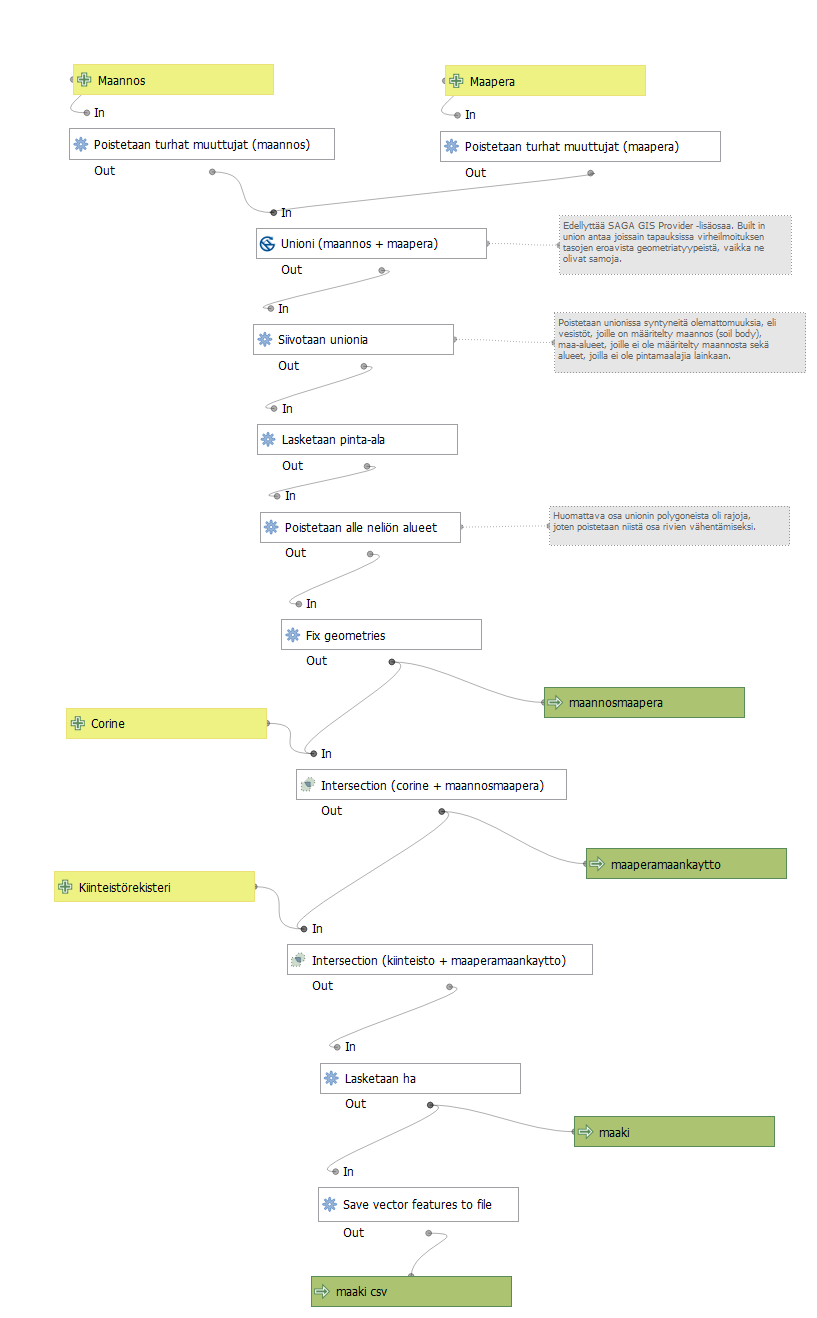 Maannos
Maapera
In
In
Poistetaan turhat muuttujat (maannos)
Poistetaan turhat muuttujat (maapera)
Out
Out
In
Unioni (maannos + maapera)
Edellyttää SAGA GIS Provider -lisäosaa. Built in
union antaa joissain tapauksissa virheilmoituksen
tasojen eroavista geometriatyypeistä, vaikka ne
olivat samoja.
Out
In
Siivotaan unionia
Poistetaan unionissa syntyneitä olemattomuuksia, eli
vesistöt, joille on määritelty maannos (soil body),
maa-alueet, joille ei ole määritelty maannosta sekä
alueet, joilla ei ole pintamaalajia lainkaan.
Out
In
Lasketaan pinta-ala
Out
In
Poistetaan alle neliön alueet
Huomattava osa unionin polygoneista oli rajoja,
joten poistetaan niistä osa rivien vähentämiseksi.
Out
In
Fix geometries
Out
maannosmaapera
Corine
In
Intersection (corine + maannosmaapera)
Out
maaperamaankaytto
Kiinteistörekisteri
In
Intersection (kiinteisto + maaperamaankaytto)
Out
In
Lasketaan ha
Out
maaki
In
Save vector features to file
Out
maaki csv